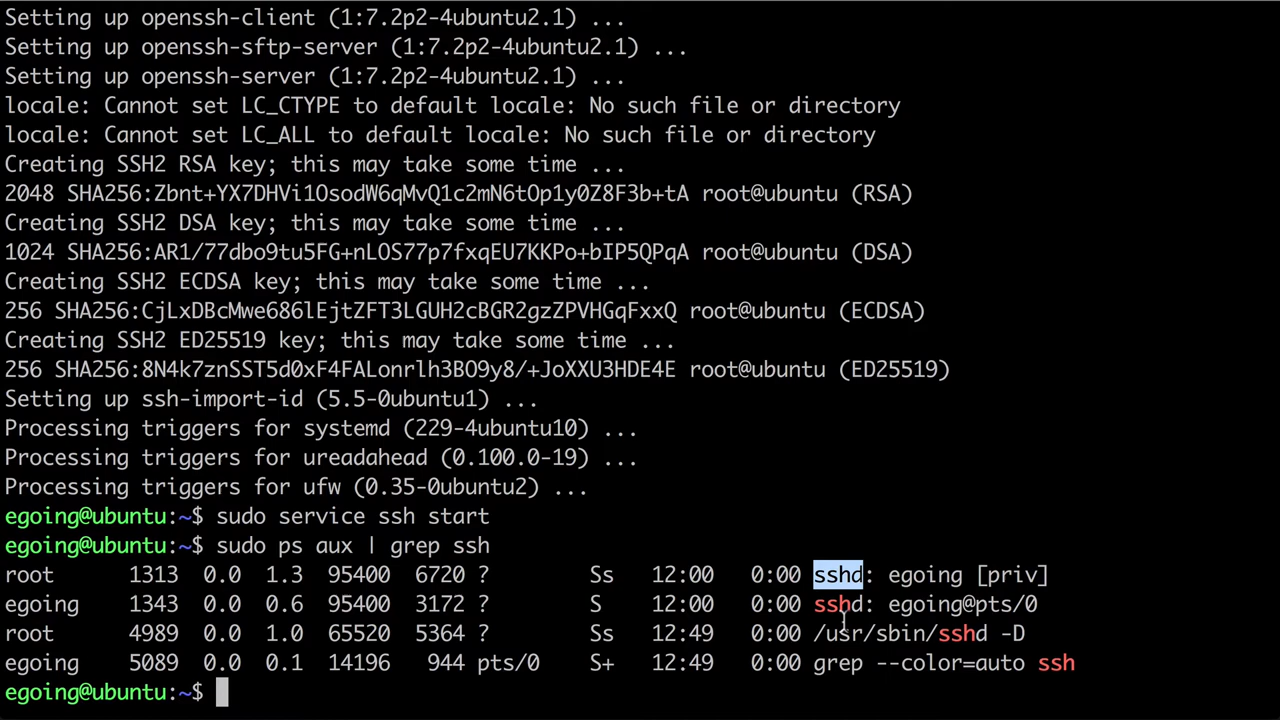 Setting up openssh-client (1:7.2p2-4ubuntu2.1) ...
Setting up openssh-sftp-server (1:7.2p2-4ubuntu2.1) ...
Setting up openssh-server (1:7.2p2-4ubuntu2.1) ...
locale: Cannot set LC_CTYPE to default locale: No such file or directory
locale: Cannot set LC_ALL to default locale: No such file or directory
Creating SSH2 RSA key; this may take some time ...
2048 SHA256:Zbnt+YX7DHVi1OsodW6qMvQ1c2mN6tOp1y0Z8F3b+tA root@ubuntu (RSA)
Creating SSH2 DSA key; this may take some time ...
1024 SHA256:AR1/77dbo9tu5FG+nLOS77p7fxqEU7KKPo+bIP5QPqA root@ubuntu (DSA)
Creating SSH2 ECDSA key; this may take some time ...
256 SHA256:CjLxDBcMwe686lEjtZFT3LGUH2cBGR2gzZPVHGqFxxQ root@ubuntu (ECDSA)
Creating SSH2 ED25519 key; this may take some time ...
256 SHA256:8N4k7znSST5d0xF4FALonrlh3BO9y8/+JoXXU3HDE4E root@ubuntu (ED25519)
Setting up ssh-import-id (5.5-0ubuntu1) ...
Processing triggers for systemd (229-4ubuntu10) ...
Processing triggers for ureadahead (0.100.0-19) ...
Processing triggers for ufw (0.35-0ubuntu2) ...
egoing@ubuntu:~$ sudo service ssh start
egoing@ubuntu:~$ sudo ps aux | grep ssh
root 1313 0.0 1.3 95400 6720 ? Ss 12:00 0:00 sshd: egoing [priv]
egoing 1343 0.0 0.6 95400 3172 ? S 12:00 0:00 sshd: egoing@pts/0
root 4989 0.0 1.0 65520 5364 ? Ss 12:49 0:00 /usr/sbin/sshd -D
egoing 5089 0.0 0.1 14196 944 pts/0 S+ 12:49 0:00 grep --color=auto ssh
egoing@ubuntu:~$